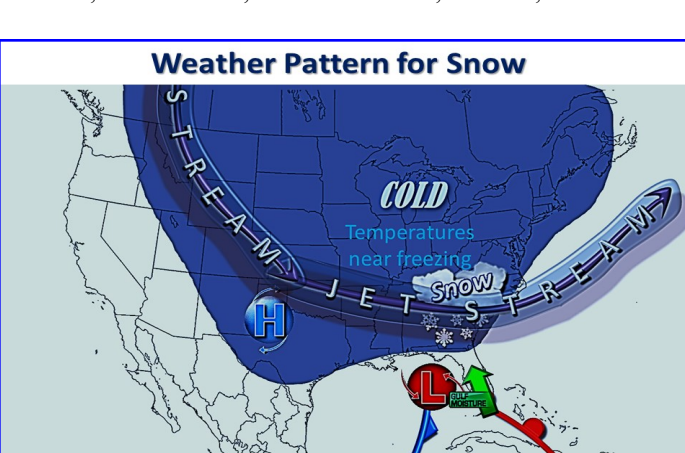 Weather Pattern for Snow
STREAM
COLD
Temperatures
near freezing
Snow
JET STREAM
H
L
GULF
MOISTURE